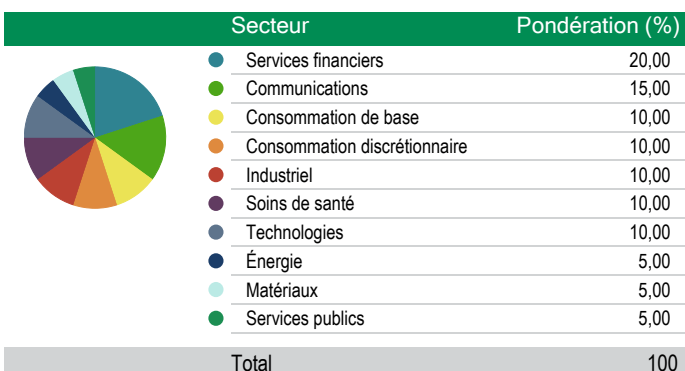 Secteur Pondération (%)
Services financiers 20,00
Communications 15,00
Consommation de base 10,00
Consommation discrétionnaire 10,00
Industriel 10,00
Soins de santé 10,00
Technologies 10,00
Énergie 5,00
Matériaux 5,00
Services publics 5,00
Total 100